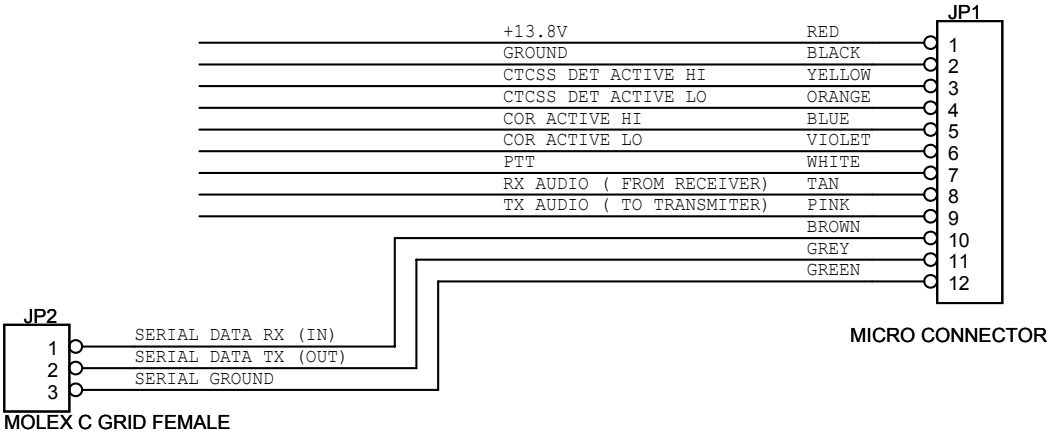 JP1
+13.8V RED 1
GROUND BLACK 2
CTCSS DET ACTIVE HI YELLOW 3
CTCSS DET ACTIVE LO ORANGE 4
COR ACTIVE HI BLUE 5
COR ACTIVE LO VIOLET 6
PTT WHITE 7
RX AUDIO ( FROM RECEIVER) TAN 8
TX AUDIO ( TO TRANSMITER) PINK 9
BROWN 10
GREY 11
GREEN 12
MICRO CONNECTOR
JP2
1 SERIAL DATA RX (IN)
2 SERIAL DATA TX (OUT)
3 SERIAL GROUND
MOLEX C GRID FEMALE